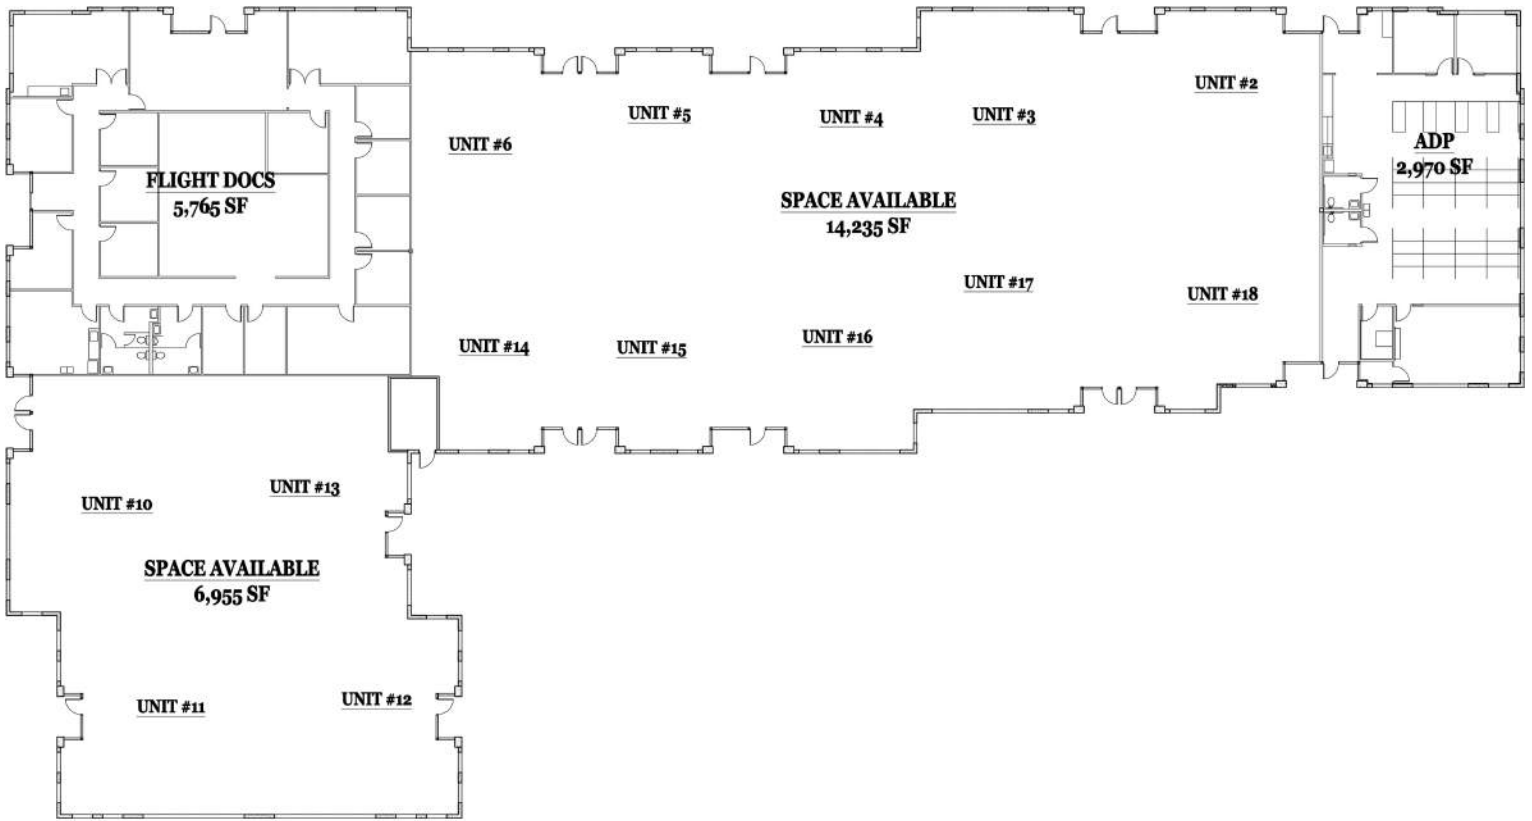 UNIT #2
UNIT #5
UNIT #4
UNIT #3
UNIT #6
ADP
2,970 SF
FLIGHT DOCS
5,765 SF
SPACE AVAILABLE
14,235 SF
UNIT #17
UNIT #18
UNIT #14
UNIT #15
UNIT #16
UNIT #13
UNIT #10
SPACE AVAILABLE
6,955 SF
UNIT #11
UNIT #12